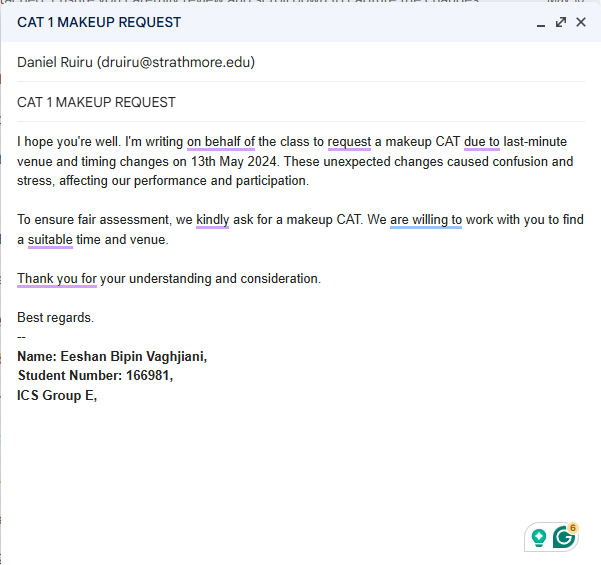 CAT 1 MAKEUP REQUEST
Daniel Ruiru (druiru@strathmore.edu)
CAT 1 MAKEUP REQUEST
I hope you're well. I'm writing on behalf of the class to request a makeup CAT due to last-minute
venue and timing changes on 13th May 2024. These unexpected changes caused confusion and
stress, affecting our performance and participation.
To ensure fair assessment, we kindly ask for a makeup CAT. We are willing to work with you to find
a suitable time and venue.
Thank you for your understanding and consideration.
Best regards.
--
Name: Eeshan Bipin Vaghjiani,
Student Number: 166981,
ICS Group E,
6